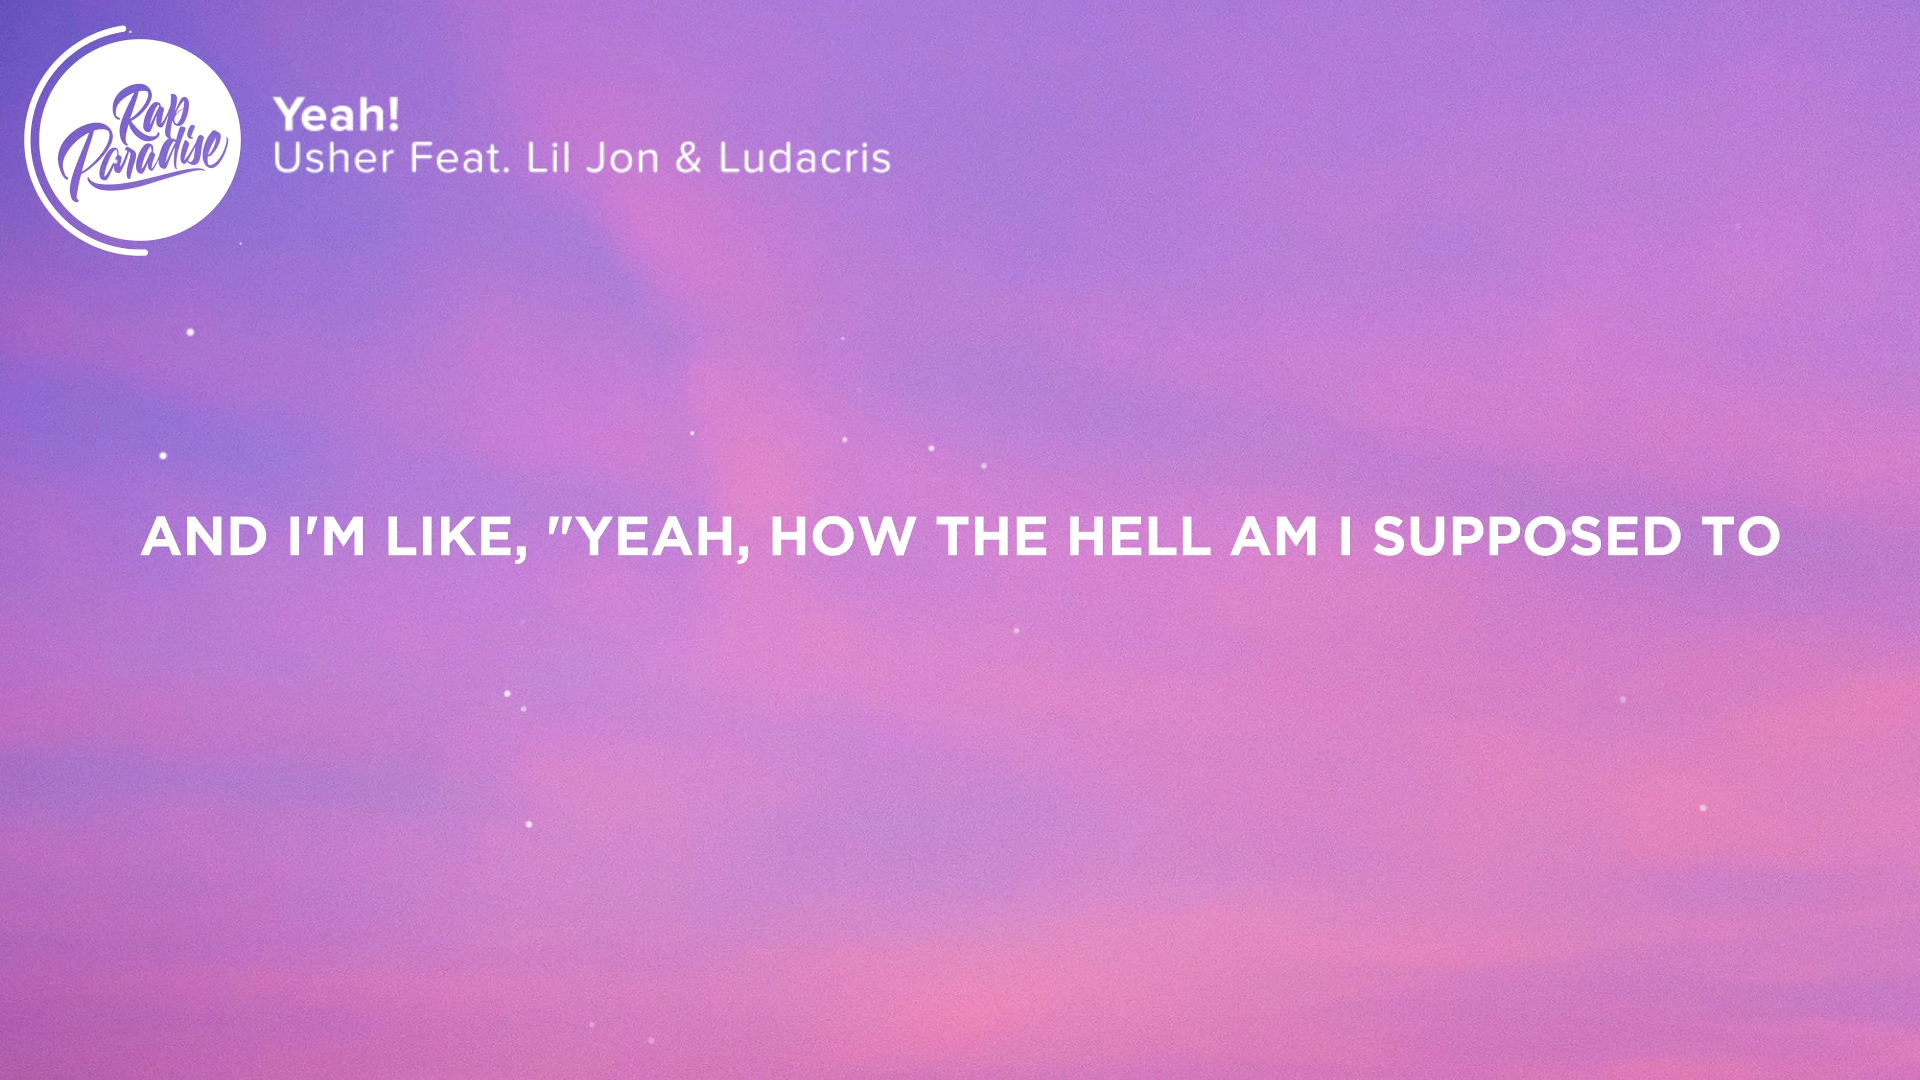 Rap
Paradise
Yeah!
Usher Feat. Lil Jon & Ludacris
AND I'M LIKE, "YEAH, HOW THE HELL AM I SUPPOSED TO